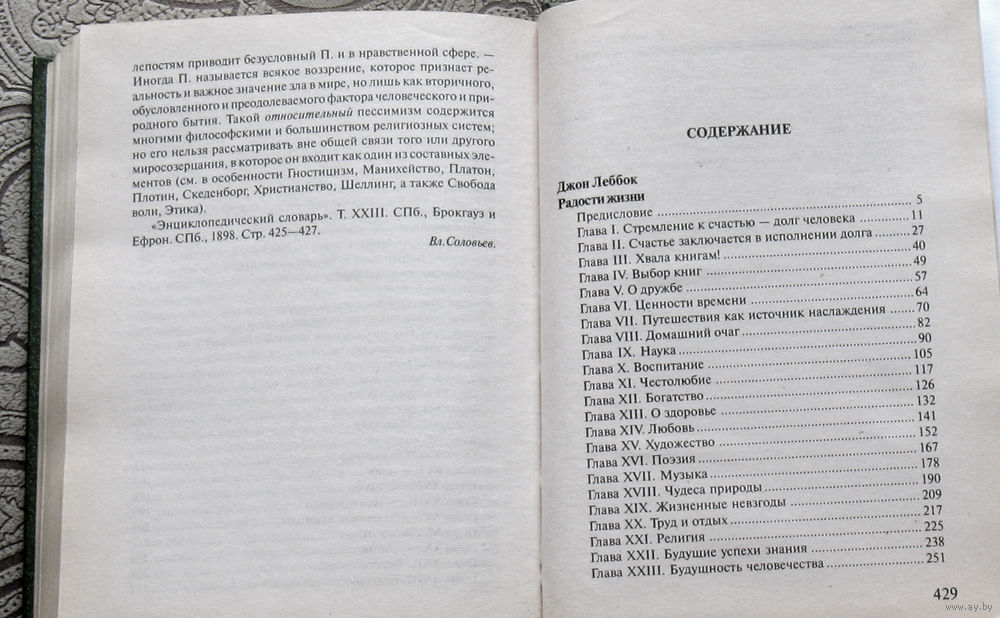 лепостям приводит безусловный П. и в нравственной сфере. —
Иногда П. называется всякое воззрение, которое признает ре-
альность и важное значение зла в мире, но лишь как вторичного,
обусловленного и преодолеваемого фактора человеческого и при-
родного бытия. Такой относительный пессимизм содержится
многими философскими и большинством религиозных систем;
но его нельзя рассматривать вне общей связи того или другого
миросозерцания, в которое он входит как один из составных эле-
ментов (см. в особенности Гностицизм, Манихейство, Платон,
Плотин, Скеденборг, Христианство, Шеллинг, а также Свобода
воли, Этика).
«Энциклопедический словарь». Т. XXIII. СПб., Брокгауз и
Ефрон. СПб., 1898. Стр. 425—427.
Вл. Соловьев.
СОДЕРЖАНИЕ
Джон Леббок
Радости жизни
Предисловие 5
Глава I. Стремление к счастью — долг человека 11
Глава II. Счастье заключается в исполнении долга 27
Глава III. Хвала книгам! 40
Глава IV. Выбор книг 49
Глава V. О дружбе 57
Глава VI. Ценности времени 64
Глава VII. Путешествия как источник наслаждения 70
Глава VIII. Домашний очаг 82
Глава IX. Наука 90
Глава X. Воспитание 105
Глава XI. Честолюбие 117
Глава XII. Богатство 126
Глава XIII. О здоровье 132
Глава XIV. Любовь 141
Глава XV. Художество 152
Глава XVI. Поэзия 167
Глава XVII. Музыка 178
Глава XVIII. Чудеса природы 190
Глава XIX. Жизненные невзгоды 209
Глава XX. Труд и отдых 217
Глава XXI. Религия 225
Глава XXII. Будущие успехи знания 238
Глава XXIII. Будущность человечества 251
429
www.ay.by